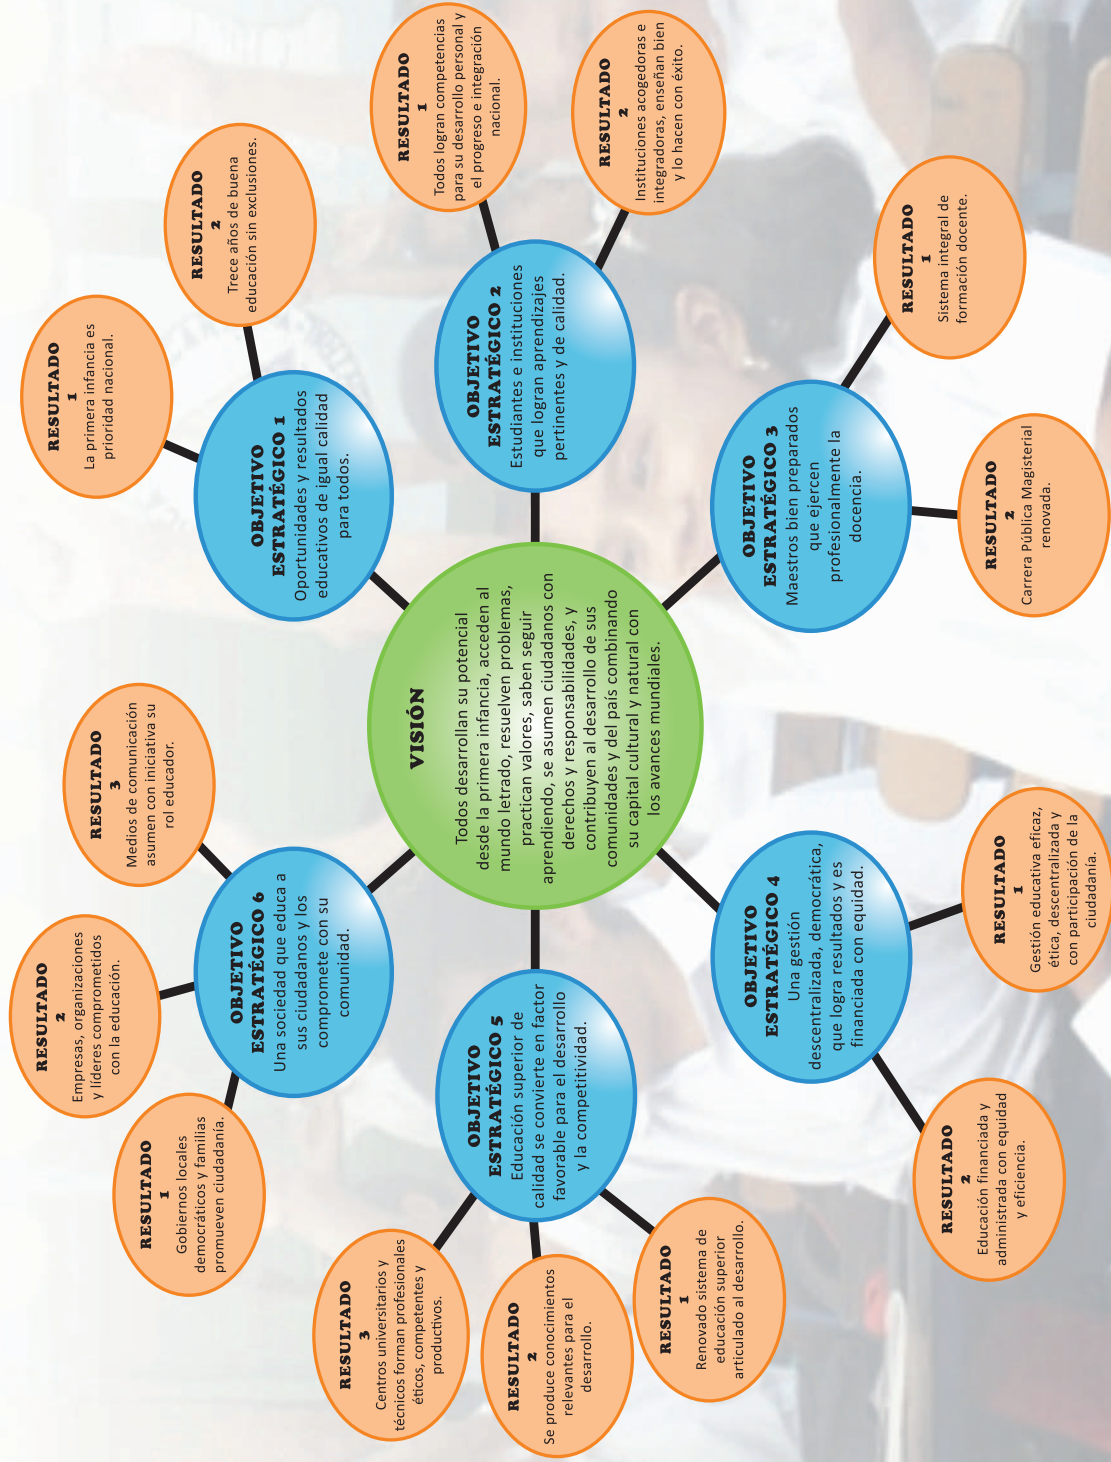 VISIÓN
Todos desarrollan su potencial
desde la primera infancia, acceden al
mundo letrado, resuelven problemas,
practican valores, saben seguir
aprendiendo, se asumen ciudadanos con
derechos y responsabilidades, y
contribuyen al desarrollo de sus
comunidades y del país combinando
su capital cultural y natural con
los avances mundiales.
OBJETIVO
ESTRATÉGICO 1
Oportunidades y resultados
educativos de igual calidad
para todos.
RESULTADO
1
La primera infancia es
prioridad nacional.
RESULTADO
2
Trece años de buena
educación sin exclusiones.
OBJETIVO
ESTRATÉGICO 2
Estudiantes e instituciones
que logran aprendizajes
pertinentes y de calidad.
RESULTADO
1
Todos logran competencias
para su desarrollo personal y
el progreso e integración
nacional.
RESULTADO
2
Instituciones acogedoras e
integradoras, enseñan bien
y lo hacen con éxito.
OBJETIVO
ESTRATÉGICO 3
Maestros bien preparados
que ejercen
profesionalmente la
docencia.
RESULTADO
1
Sistema integral de
formación docente.
RESULTADO
2
Carrera Pública Magisterial
renovada.
OBJETIVO
ESTRATÉGICO 4
Una gestión
descentralizada, democrática,
que logra resultados y es
financiada con equidad.
RESULTADO
1
Gestión educativa eficaz,
ética, descentralizada y
con participación de la
ciudadanía.
RESULTADO
2
Educación financiada y
administrada con equidad
y eficiencia.
OBJETIVO
ESTRATÉGICO 5
Educación superior de
calidad se convierte en factor
favorable para el desarrollo
y la competitividad.
RESULTADO
1
Renovado sistema de
educación superior
articulado al desarrollo.
RESULTADO
2
Se produce conocimientos
relevantes para el
desarrollo.
RESULTADO
3
Centros universitarios y
técnicos forman profesionales
éticos, competentes y
productivos.
OBJETIVO
ESTRATÉGICO 6
Una sociedad que educa a
sus ciudadanos y los
compromete con su
comunidad.
RESULTADO
1
Gobiernos locales
democráticos y familias
promueven ciudadanía.
RESULTADO
2
Empresas, organizaciones
y líderes comprometidos
con la educación.
RESULTADO
3
Medios de comunicación
asumen con iniciativa su
rol educador.